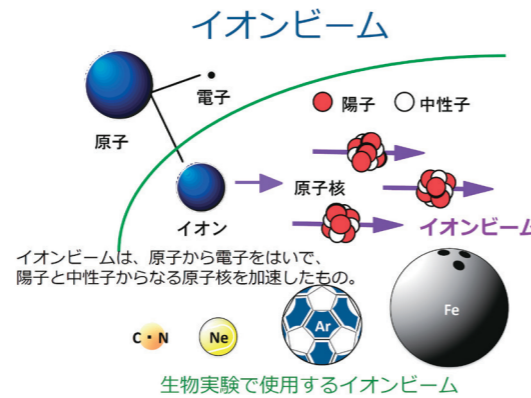 イオンビーム
電子
原子
陽子 中性子
イオン
原子核
イオンビーム
イオンビームは、原子から電子をはいで、
陽子と中性子からなる原子核を加速したもの。
C・N
Ne
Ar
Fe
生物実験で使用するイオンビーム